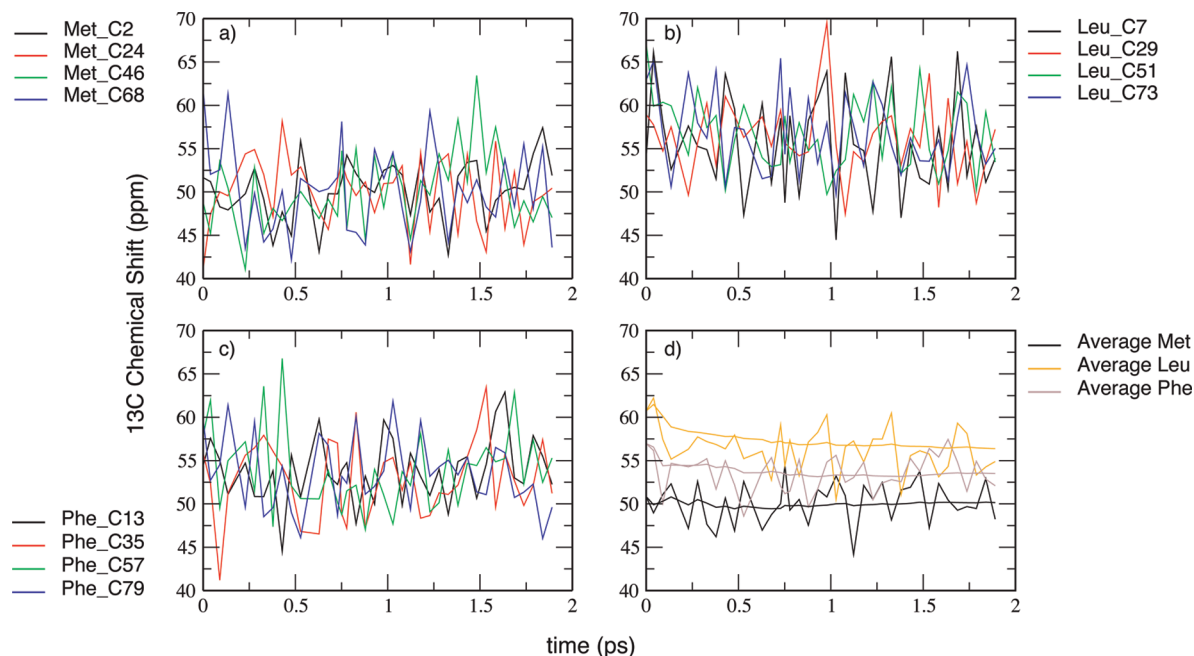 Met_C2
Met_C24
Met_C46
Met_C68
Leu_C7
Leu_C29
Leu_C51
Leu_C73
13C Chemical Shift (ppm)
a)
70
65
60
55
50
45
40
0
0.5
1
1.5
2
b)
70
65
60
55
50
45
40
0
0.5
1
1.5
2
Phe_C13
Phe_C35
Phe_C57
Phe_C79
c)
70
65
60
55
50
45
40
0
0.5
1
1.5
2
d)
70
65
60
55
50
45
40
0
0.5
1
1.5
2
Average Met
Average Leu
Average Phe
time (ps)